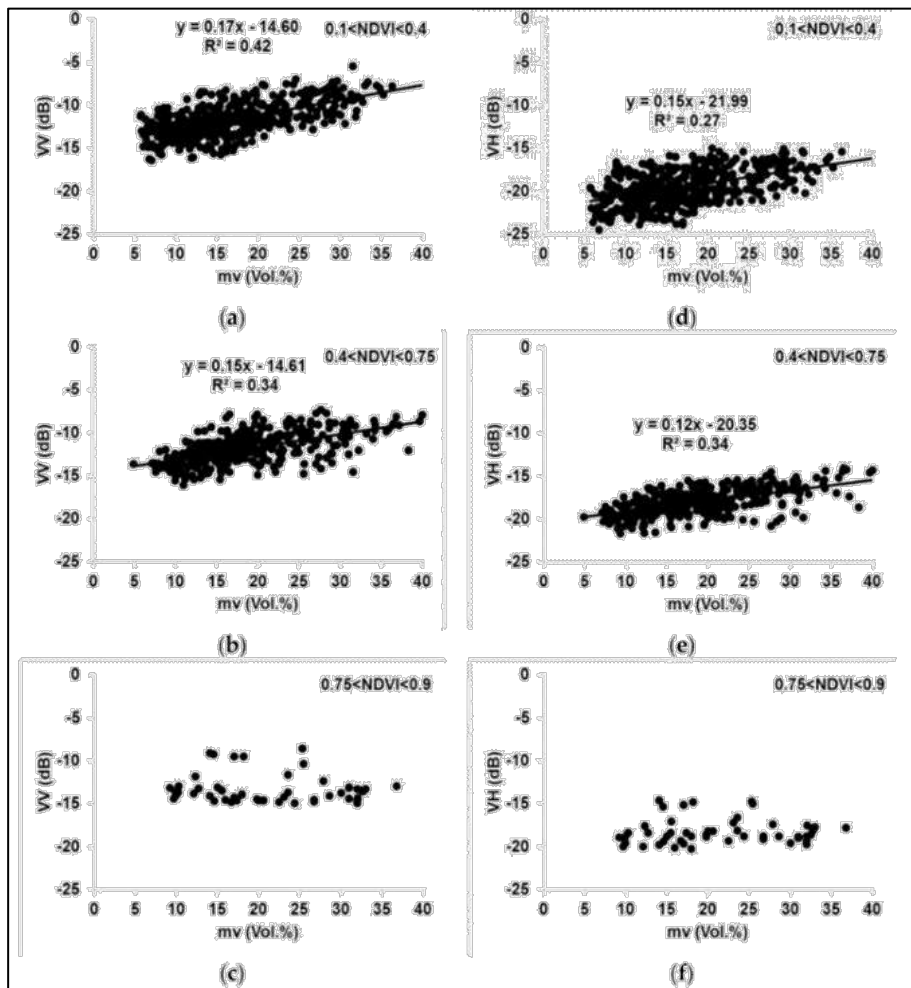 y = 0.17x - 14.60
R² = 0.42
0.1<NDVI<0.4
0
-5
-10
-15
-20
-25
VV (dB)
0 5 10 15 20 25 30 35 40
mv (Vol.%)
(a)
y = 0.15x - 21.99
R² = 0.27
0.1<NDVI<0.4
0
-5
-10
-15
-20
-25
VH (dB)
0 5 10 15 20 25 30 35 40
mv (Vol.%)
(d)
y = 0.15x - 14.61
R² = 0.34
0.4<NDVI<0.75
0
-5
-10
-15
-20
-25
VV (dB)
0 5 10 15 20 25 30 35 40
mv (Vol.%)
(b)
y = 0.12x - 20.35
R² = 0.34
0.4<NDVI<0.75
0
-5
-10
-15
-20
-25
VH (dB)
0 5 10 15 20 25 30 35 40
mv (Vol.%)
(e)
0.75<NDVI<0.9
0
-5
-10
-15
-20
-25
VV (dB)
0 5 10 15 20 25 30 35 40
mv (Vol.%)
(c)
0.75<NDVI<0.9
0
-5
-10
-15
-20
-25
VH (dB)
0 5 10 15 20 25 30 35 40
mv (Vol.%)
(f)